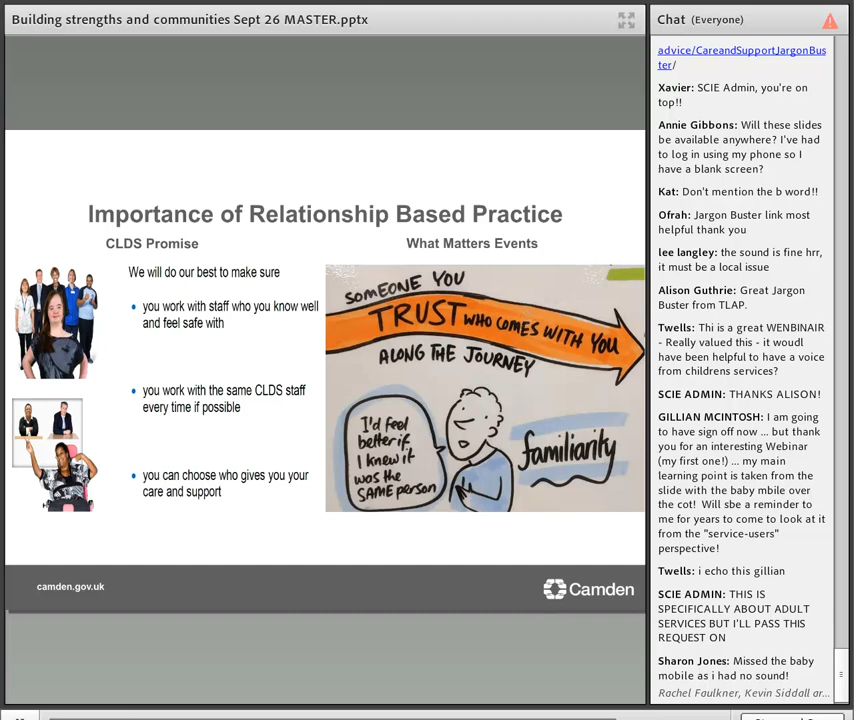 Building strengths and communities Sept 26 MASTER.pptx
Importance of Relationship Based Practice
CLDS Promise
We will do our best to make sure
you work with staff who you know well
and feel safe with
you work with the same CLDS staff
every time if possible
you can choose who gives you your
care and support
What Matters Events
SOMEONE YOU
TRUST WHO COMES WITH YOU
ALONG THE JOURNEY
I'd feel
better if
I knew it
was the
SAME person
familiarity
camden.gov.uk
Camden
Chat (Everyone)
advice/CareandSupportJargonBus
ter/
Xavier: SCIE Admin, you're on
top!!
Annie Gibbons: Will these slides
be available anywhere? I've had
to log in using my phone so I
have a blank screen?
Kat: Don't mention the b word!!
Ofrah: Jargon Buster link most
helpful thank you
lee langley: the sound is fine hrr,
it must be a local issue
Alison Guthrie: Great Jargon
Buster from TLAP.
Twells: Thi is a great WENBINAIR
- Really valued this - it woudl
have been helpful to have a voice
from childrens services?
SCIE ADMIN: THANKS ALISON!
GILLIAN MCINTOSH: I am going
to have sign off now ... but thank
you for an interesting Webinar
(my first one!) ... my main
learning point is taken from the
slide with the baby mbile over
the cot!  Will sbe a reminder to
me for years to come to look at it
from the "service-users"
perspective!
Twells: i echo this gillian
SCIE ADMIN: THIS IS
SPECIFICALLY ABOUT ADULT
SERVICES BUT I'LL PASS THIS
REQUEST ON
Sharon Jones: Missed the baby
mobile as i had no sound!
Rachel Faulkner, Kevin Siddall ar...